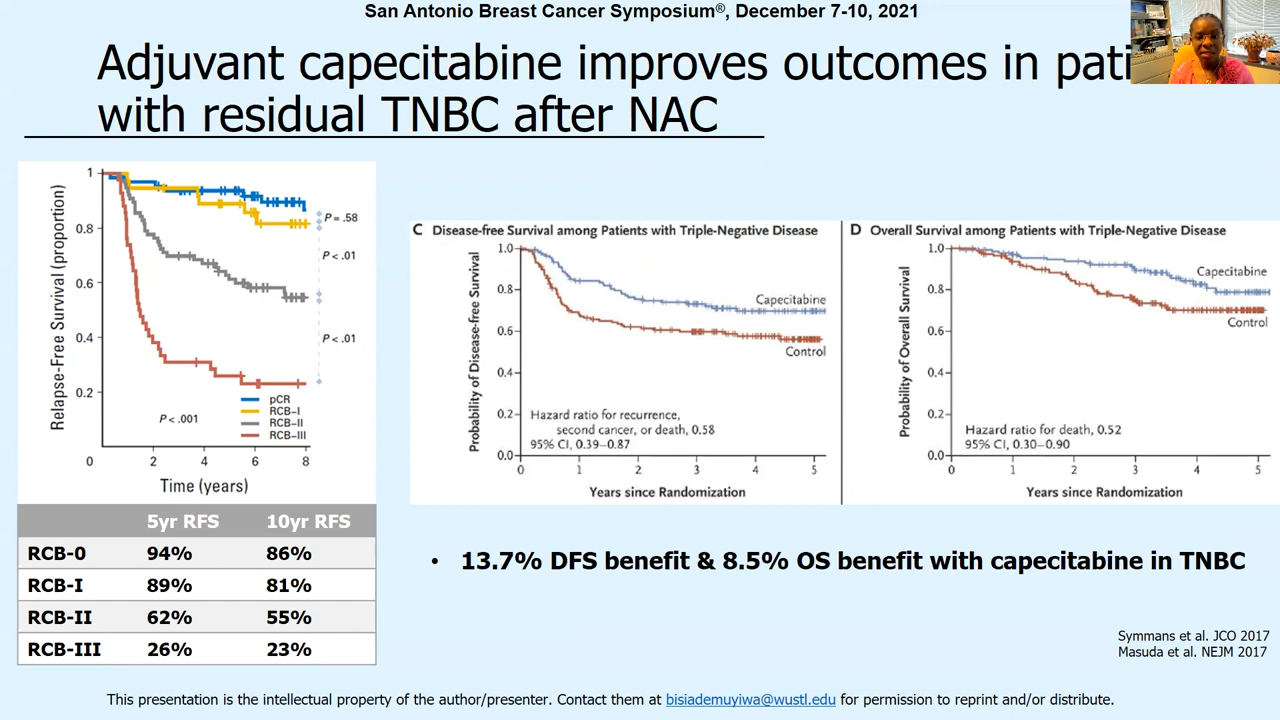 San Antonio Breast Cancer Symposium®, December 7-10, 2021
Adjuvant capecitabine improves outcomes in pati
with residual TNBC after NAC
Relapse-Free Survival (proportion)
1
0.8
0.6
0.4
0.2
0
2
4
6
8
Time (years)
P = .58
P < .01
P < .01
P < .001
pCR
RCB–I
RCB–II
RCB–III
5yr RFS 10yr RFS
RCB-0 94% 86%
RCB-I 89% 81%
RCB-II 62% 55%
RCB-III 26% 23%
C Disease-free Survival among Patients with Triple-Negative Disease
Probability of Disease-free Survival
1.0
0.8
0.6
0.4
0.2
0.0
0 1 2 3 4 5
Years since Randomization
Capecitabine
Control
Hazard ratio for recurrence,
second cancer, or death, 0.58
95% CI, 0.39–0.87
D Overall Survival among Patients with Triple-Negative Disease
Probability of Overall Survival
1.0
0.8
0.6
0.4
0.2
0.0
0 1 2 3 4 5
Years since Randomization
Capecitabine
Control
Hazard ratio for death, 0.52
95% CI, 0.30–0.90
• 13.7% DFS benefit & 8.5% OS benefit with capecitabine in TNBC
Symmans et al. JCO 2017
Masuda et al. NEJM 2017
This presentation is the intellectual property of the author/presenter. Contact them at bisiademuyiwa@wustl.edu for permission to reprint and/or distribute.